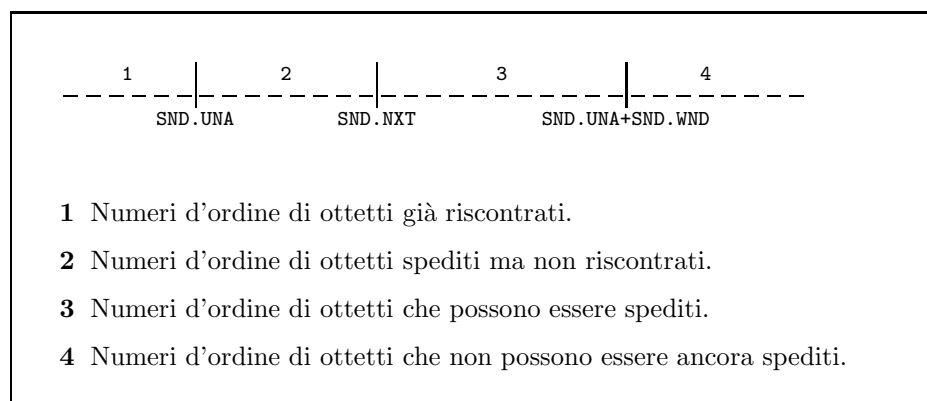 1 2 3 4
SND.UNA SND.NXT SND.UNA+SND.WND
1 Numeri d'ordine di ottetti già riscontrati.
2 Numeri d'ordine di ottetti spediti ma non riscontrati.
3 Numeri d'ordine di ottetti che possono essere spediti.
4 Numeri d'ordine di ottetti che non possono essere ancora spediti.